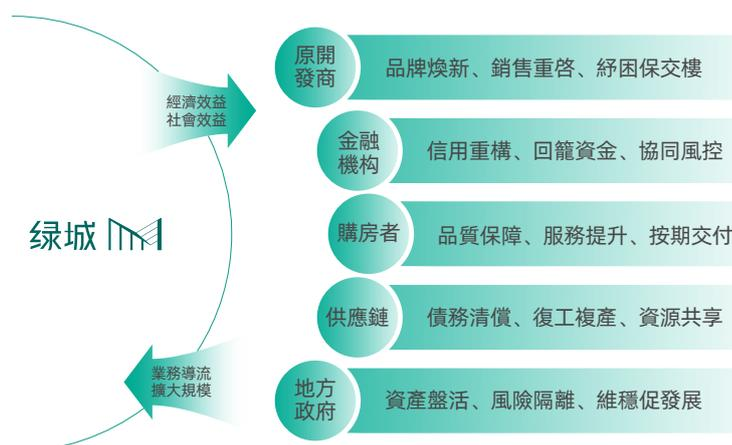 原開
發商
品牌煥新、銷售重啓、紓困保交樓
經濟效益
社會效益
金融
機构
信用重構、回籠資金、協同風控
绿城M
購房者
品質保障、服務提升、按期交付
供應鏈
債務清償、復工複產、資源共享
業務導流
擴大規模
地方
政府
資產盤活、風險隔離、維穩促發展